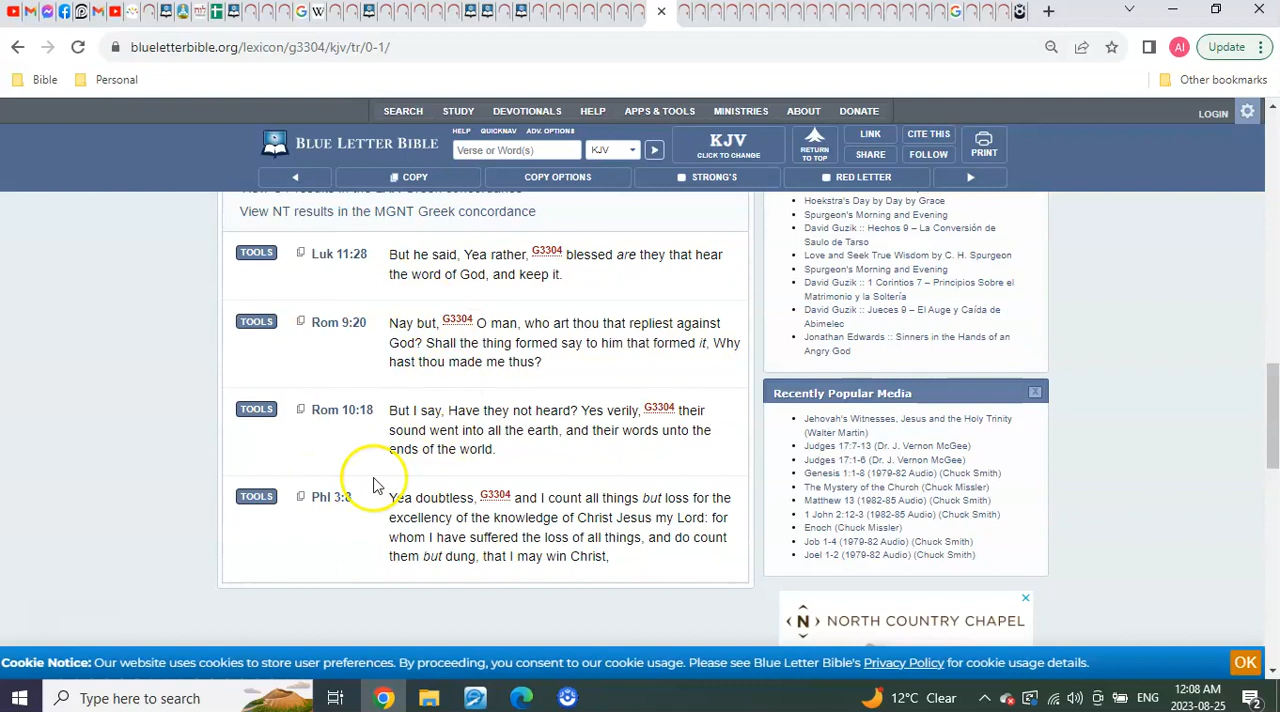 Update
blueletterbible.org/lexicon/g3304/kjv/tr/0-1/
AI
Bible
Personal
Other bookmarks
SEARCH STUDY DEVOTIONALS HELP APPS & TOOLS MINISTRIES ABOUT DONATE
LOGIN
BLUE LETTER BIBLE
HELP QUICKNAV ADV. OPTIONS
Verse or Word(s)
KJV
KJV
CLICK TO CHANGE
RETURN TO TOP
LINK
CITE THIS
SHARE
FOLLOW
PRINT
COPY
COPY OPTIONS
STRONG'S
RED LETTER
View NT results in the MGNT Greek concordance
TOOLS Luk 11:28 But he said, Yea rather, G3304 blessed are they that hear
the word of God, and keep it.
TOOLS Rom 9:20 Nay but, G3304 O man, who art thou that repliest against
God? Shall the thing formed say to him that formed it, Why
hast thou made me thus?
TOOLS Rom 10:18 But I say, Have they not heard? Yes verily, G3304 their
sound went into all the earth, and their words unto the
ends of the world.
TOOLS Phl 3:8 Yea doubtless, G3304 and I count all things but loss for the
excellency of the knowledge of Christ Jesus my Lord: for
whom I have suffered the loss of all things, and do count
them but dung, that I may win Christ,
Hoekstra's Day by Day by Grace
Spurgeon's Morning and Evening
David Guzik :: Hechos 9 – La Conversión de
Saulo de Tarso
Love and Seek True Wisdom by C. H. Spurgeon
Spurgeon's Morning and Evening
David Guzik :: 1 Corintios 7 – Principios Sobre el
Matrimonio y la Soltería
David Guzik :: Jueces 9 – El Auge y Caída de
Abimelec
Jonathan Edwards :: Sinners in the Hands of an
Angry God
Recently Popular Media
Jehovah's Witnesses, Jesus and the Holy Trinity
(Walter Martin)
Judges 17:7-13 (Dr. J. Vernon McGee)
Judges 17:1-6 (Dr. J. Vernon McGee)
Genesis 1:1-8 (1979-82 Audio) (Chuck Smith)
The Mystery of the Church (Chuck Missler)
Matthew 13 (1982-85 Audio) (Chuck Smith)
1 John 2:12-3 (1982-85 Audio) (Chuck Smith)
Enoch (Chuck Missler)
Job 1-4 (1979-82 Audio) (Chuck Smith)
Joel 1-2 (1979-82 Audio) (Chuck Smith)
NORTH COUNTRY CHAPEL
Cookie Notice: Our website uses cookies to store user preferences. By proceeding, you consent to our cookie usage. Please see Blue Letter Bible's Privacy Policy for cookie usage details.
OK
Type here to search
12°C Clear
ENG
12:08 AM
2023-08-25
2